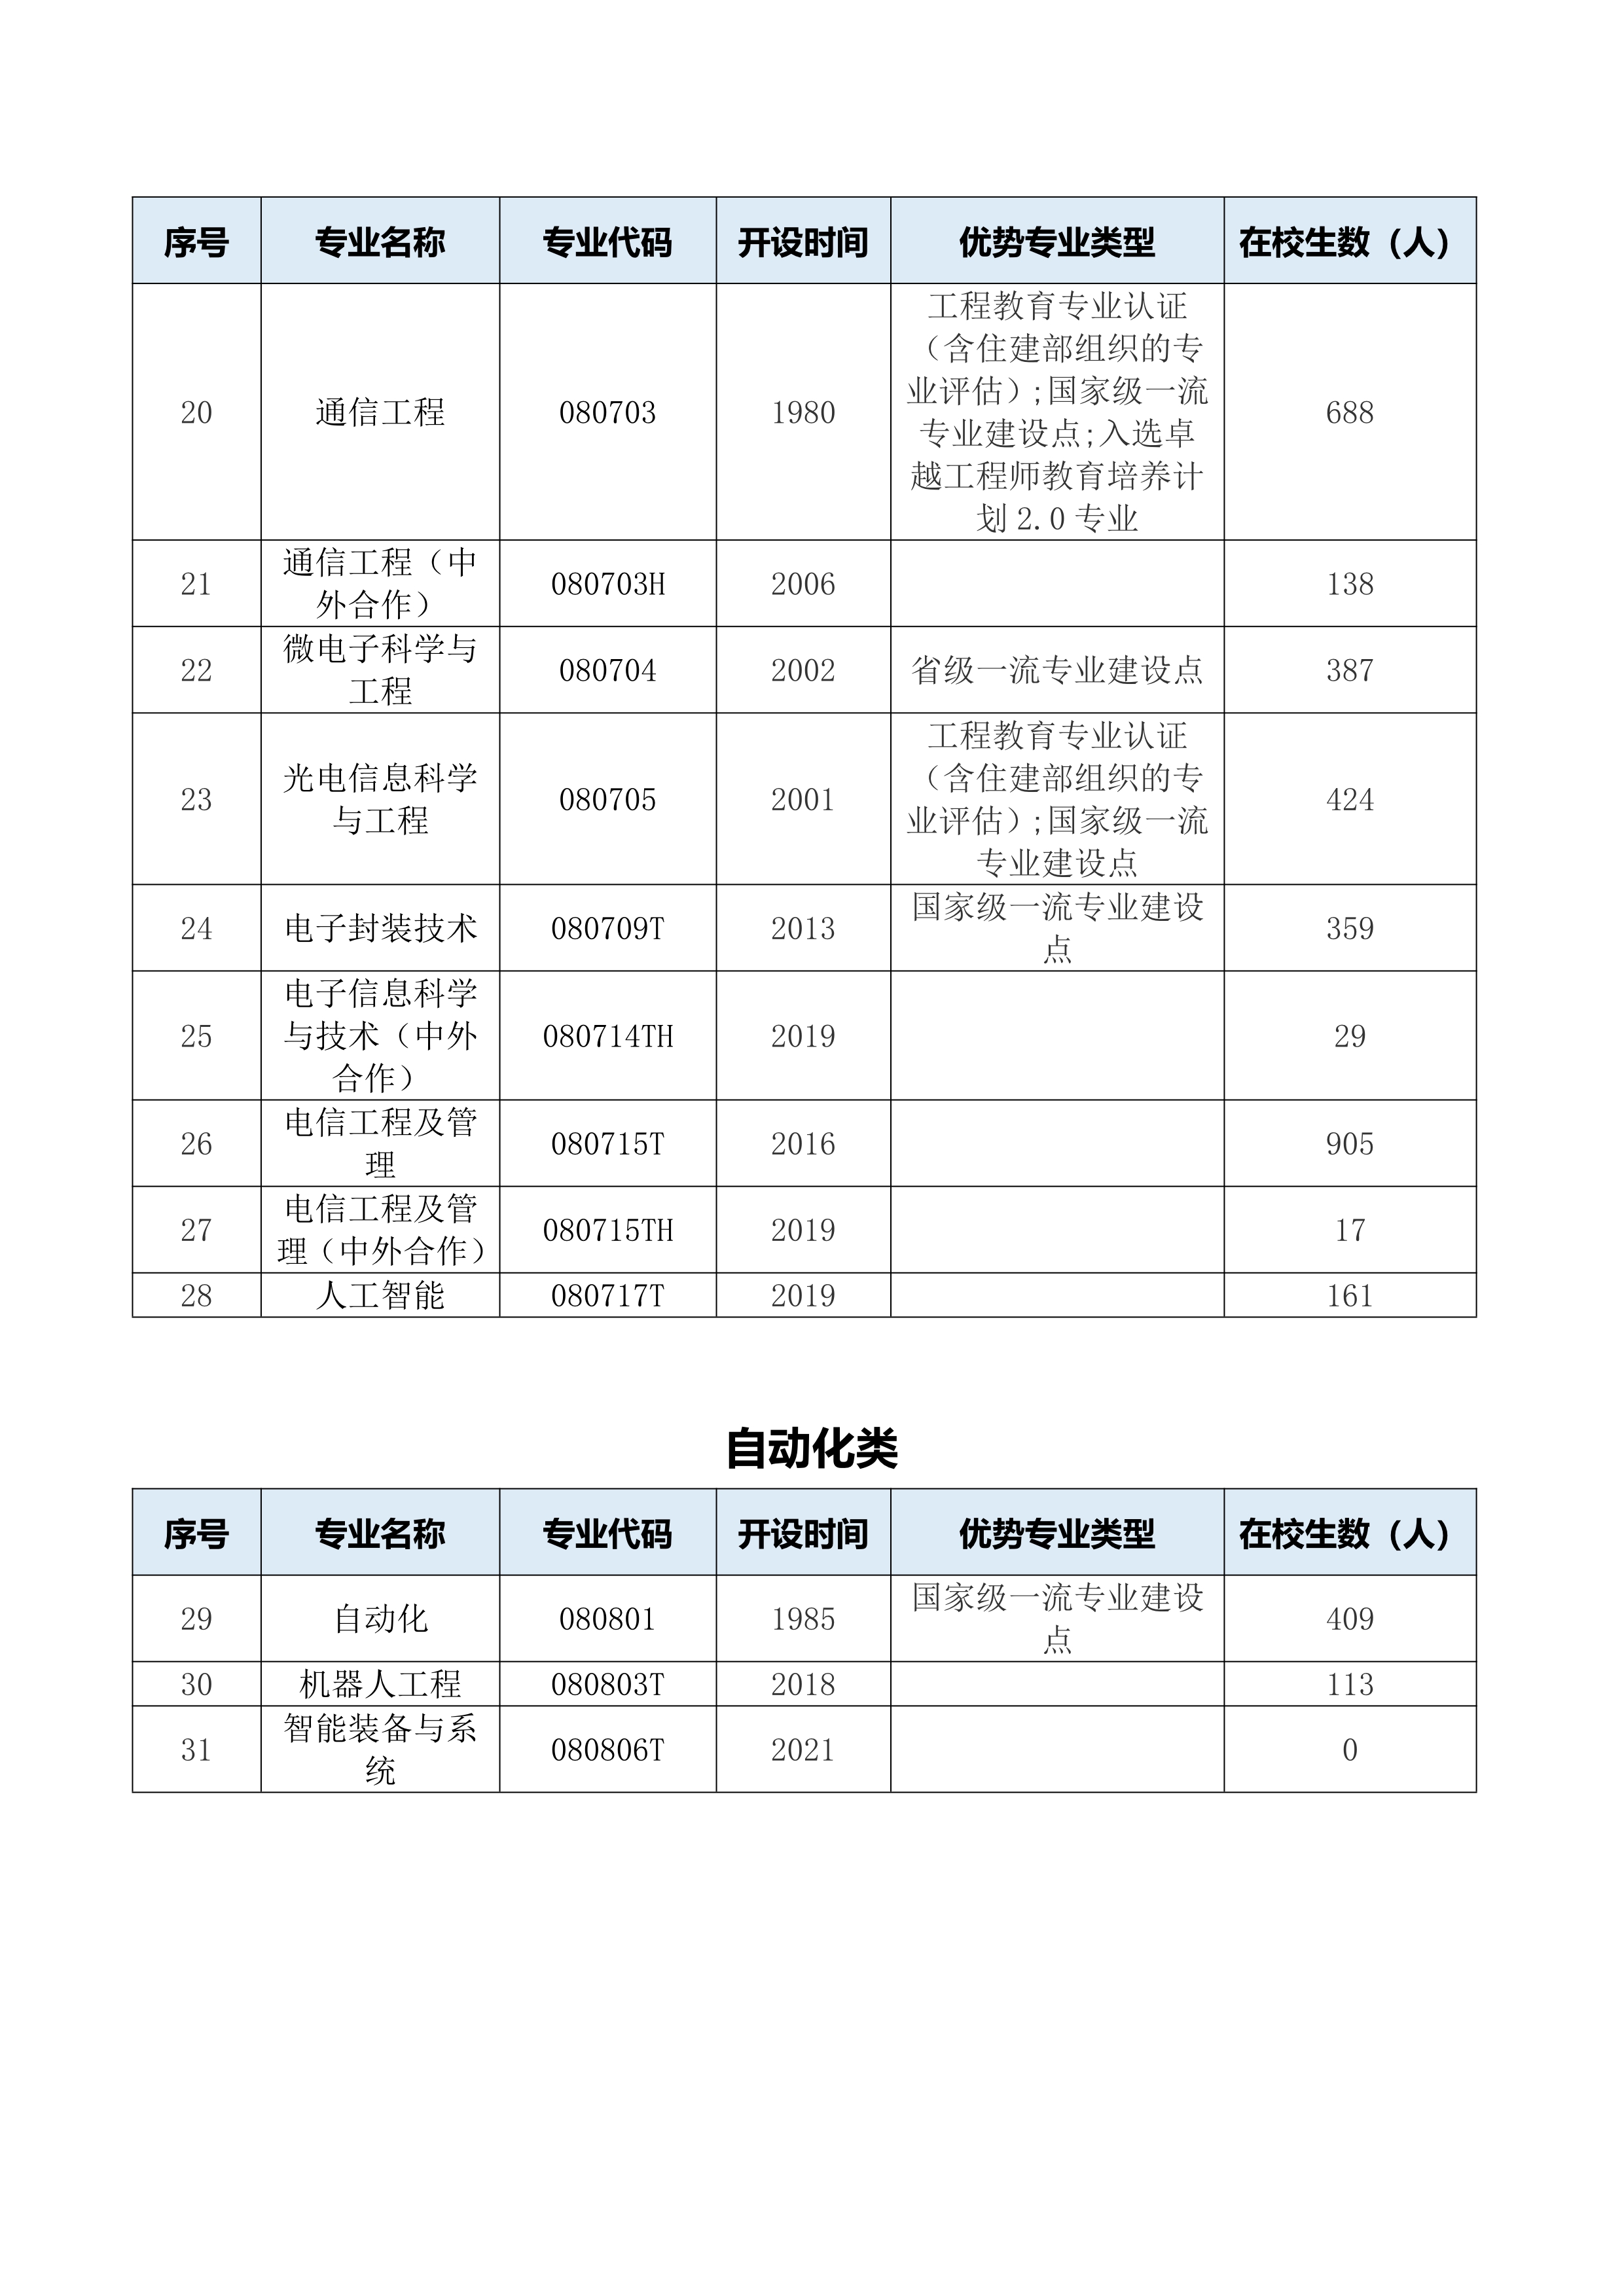 序号 专业名称 专业代码 开设时间 优势专业类型 在校生数（人）
20 通信工程 080703 1980 工程教育专业认证
（含住建部组织的专
业评估）;国家级一流
专业建设点;入选卓
越工程师教育培养计
划 2.0 专业 688
21 通信工程（中
外合作） 080703H 2006 138
22 微电子科学与
工程 080704 2002 省级一流专业建设点 387
23 光电信息科学
与工程 080705 2001 工程教育专业认证
（含住建部组织的专
业评估）;国家级一流
专业建设点 424
24 电子封装技术 080709T 2013 国家级一流专业建设
点 359
25 电子信息科学
与技术（中外
合作） 080714TH 2019 29
26 电信工程及管
理 080715T 2016 905
27 电信工程及管
理（中外合作） 080715TH 2019 17
28 人工智能 080717T 2019 161
自动化类
序号 专业名称 专业代码 开设时间 优势专业类型 在校生数（人）
29 自动化 080801 1985 国家级一流专业建设
点 409
30 机器人工程 080803T 2018 113
31 智能装备与系
统 080806T 2021 0